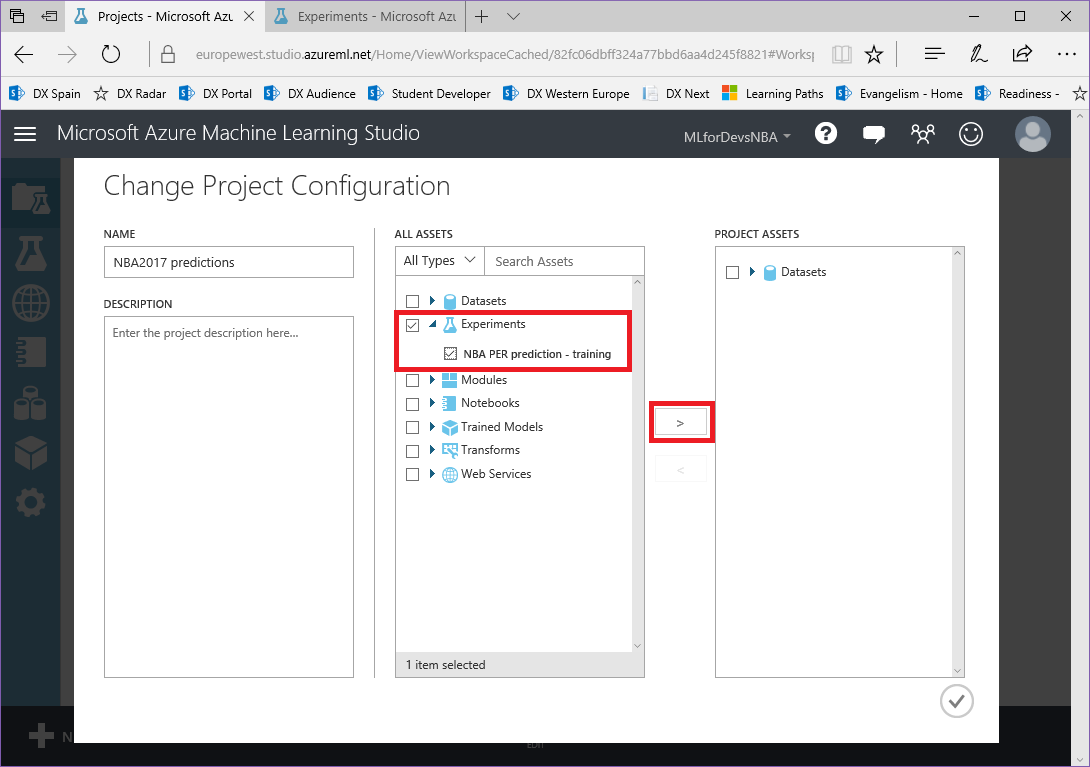 Projects - Microsoft Azu
Experiments - Microsoft Azu
europewest.studio.azureml.net/Home/ViewWorkspaceCached/82fc06dbff324a77bbd6aa4d245f8821#Worksp
DX Spain
DX Radar
DX Portal
DX Audience
Student Developer
DX Western Europe
DX Next
Learning Paths
Evangelism - Home
Readiness -
Microsoft Azure Machine Learning Studio
MLforDevsNBA
?
Change Project Configuration
NAME
NBA2017 predictions
DESCRIPTION
Enter the project description here...
ALL ASSETS
All Types
Search Assets
Datasets
Experiments
NBA PER prediction - training
Modules
Notebooks
Trained Models
Transforms
Web Services
1 item selected
>
<
PROJECT ASSETS
Datasets
N
EDIT